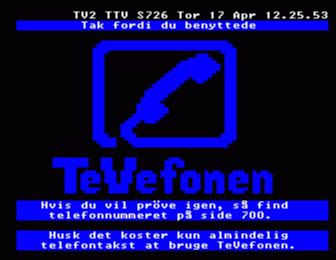 TV2 TTV S726 Tor 17 Apr 12.25.53
Tak fordi du benyttede
TeVefonen
Hvis du vil pröve igen, så find
telefonnummeret på side 700.
Husk det koster kun almindelig
telefontakst at bruge TeVefonen.